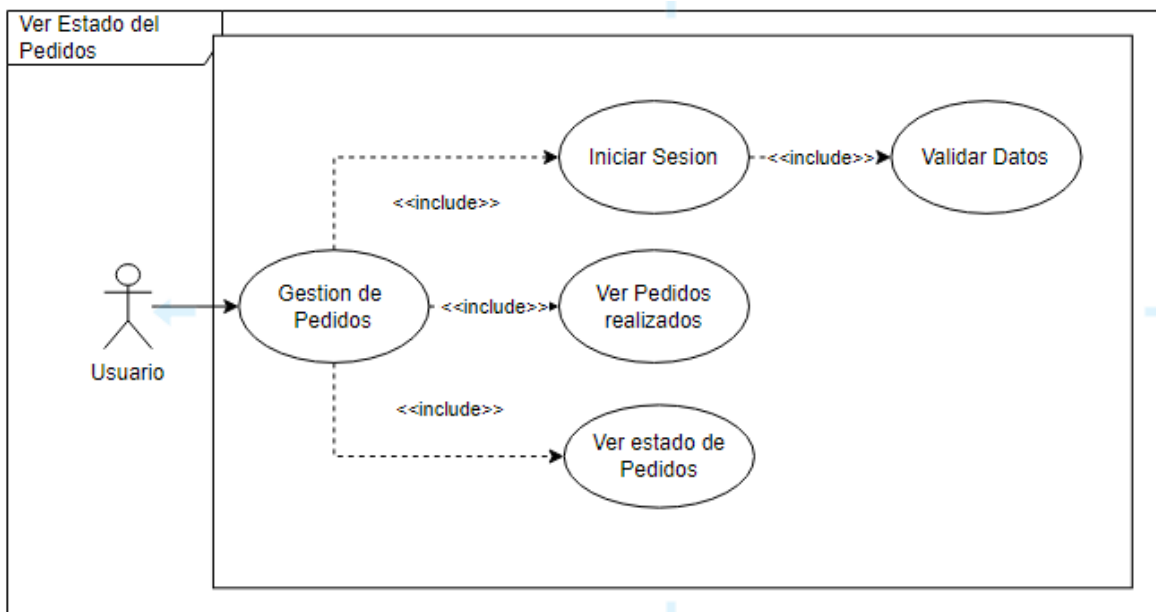 Ver Estado del
Pedidos
Iniciar Sesion
<<include>>
Validar Datos
<<include>>
Usuario
Gestion de
Pedidos
<<include>>
Ver Pedidos
realizados
<<include>>
Ver estado de
Pedidos